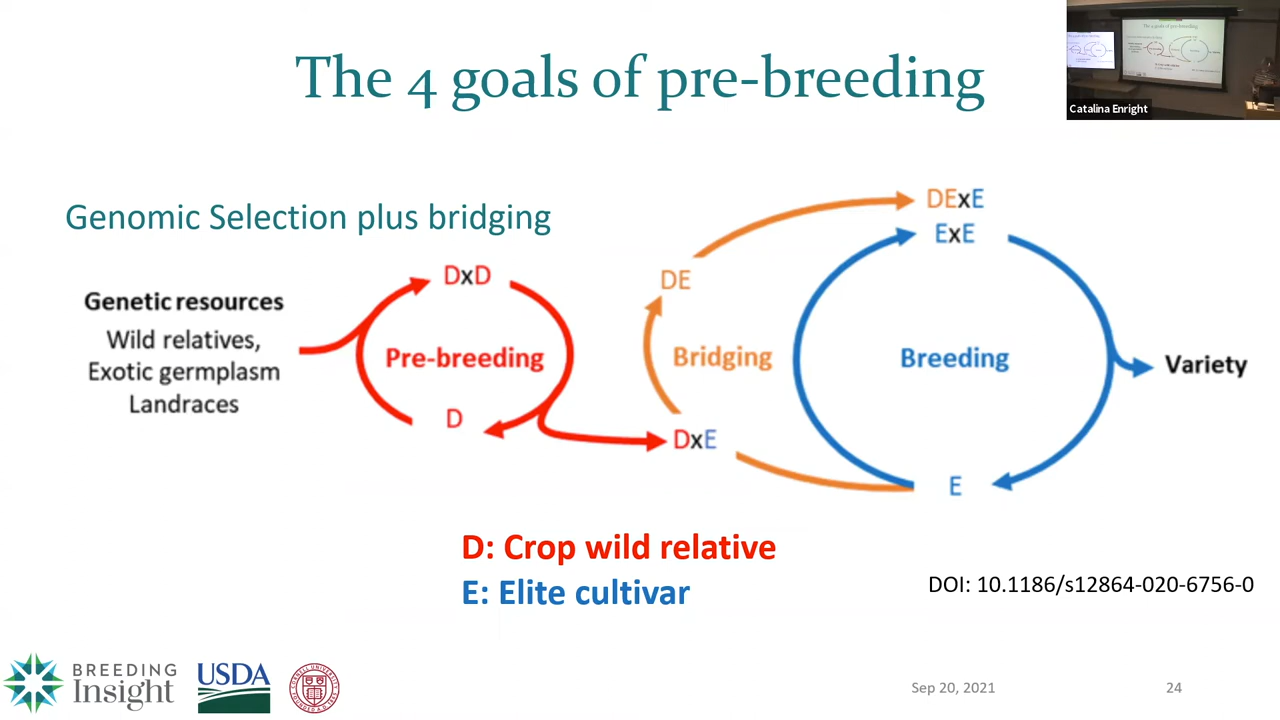 The 4 goals of pre-breeding
Catalina Enright
Genomic Selection plus bridging
Genetic resources
Wild relatives,
Exotic germplasm
Landraces
DxD
Pre-breeding
D
DE
Bridging
DxE
DExE
ExE
Breeding
E
Variety
D: Crop wild relative
E: Elite cultivar
DOI: 10.1186/s12864-020-6756-0
BREEDING
Insight
USDA
Sep 20, 2021
24